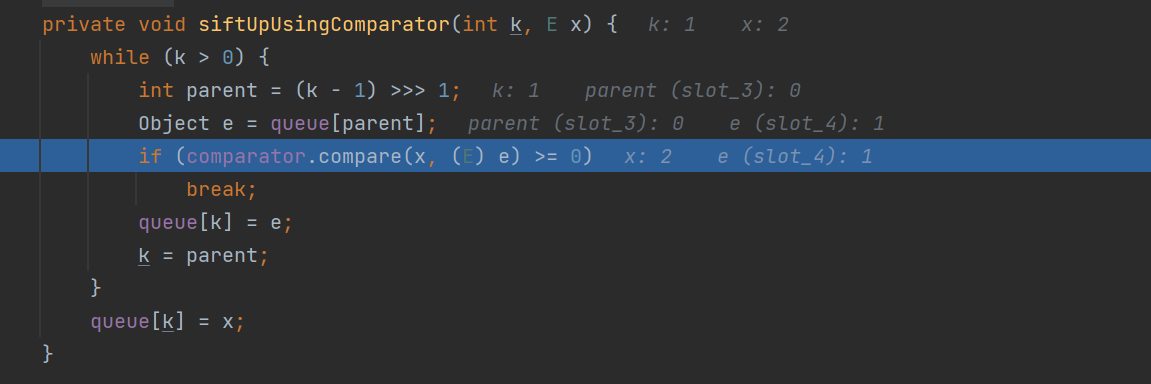 private void siftUpUsingComparator(int k, E x) {   k: 1    x: 2
    while (k > 0) {
        int parent = (k - 1) >>> 1;   k: 1    parent (slot_3): 0
        Object e = queue[parent];   parent (slot_3): 0    e (slot_4): 1
        if (comparator.compare(x, (E) e) >= 0)   x: 2    e (slot_4): 1
            break;
        queue[k] = e;
        k = parent;
    }
    queue[k] = x;
}